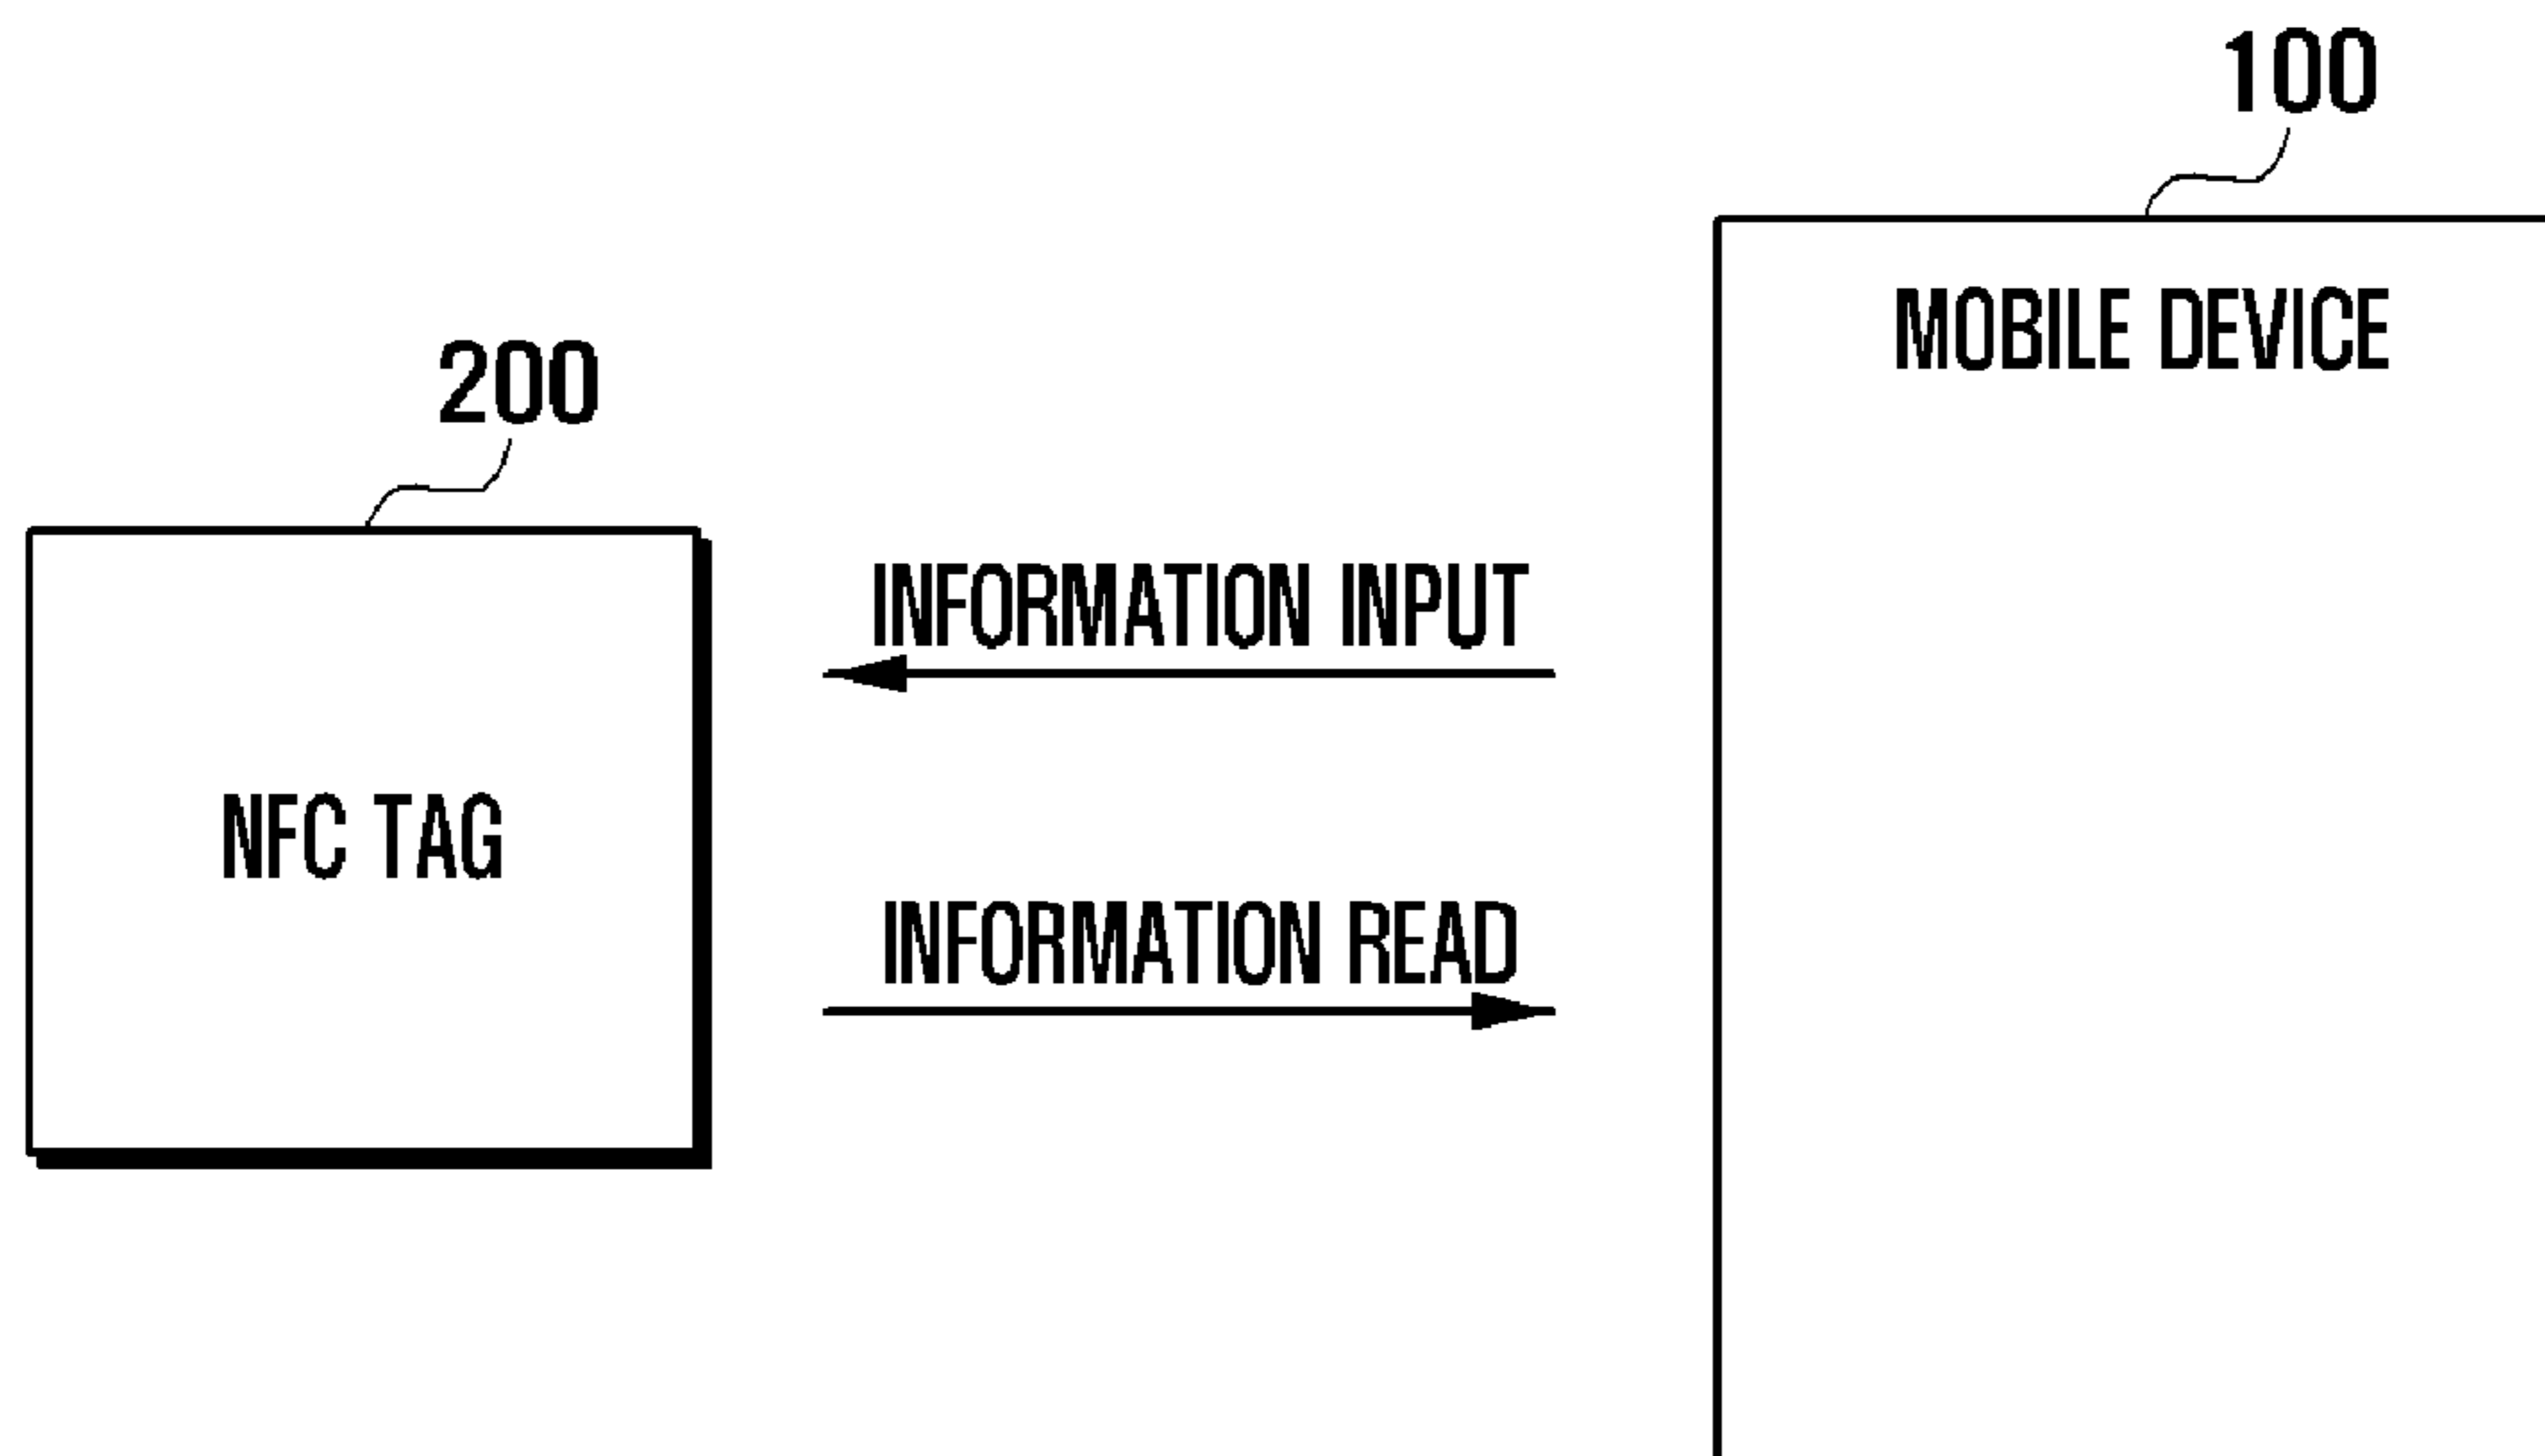 100
MOBILE DEVICE
200
INFORMATION INPUT
NFC TAG
INFORMATION READ